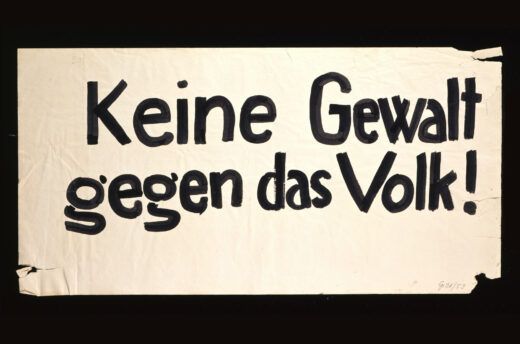 Keine Gewalt
gegen das Volk!